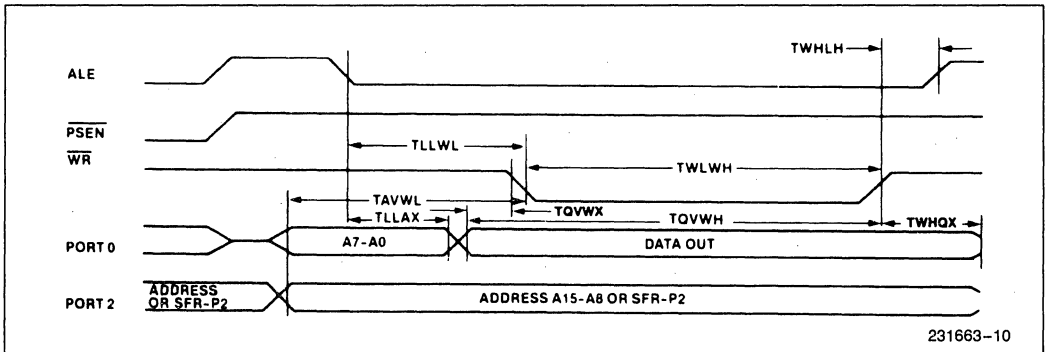 TWHLH
ALE
PSEN
TLLWL
TWLWH
WR
TAVWL
TLLAX
TQVWX
TQVWH
TWHQX
PORT 0
A7-A0
DATA OUT
PORT 2
ADDRESS
OR SFR-P2
ADDRESS A15-A8 OR SFR-P2
231663-10